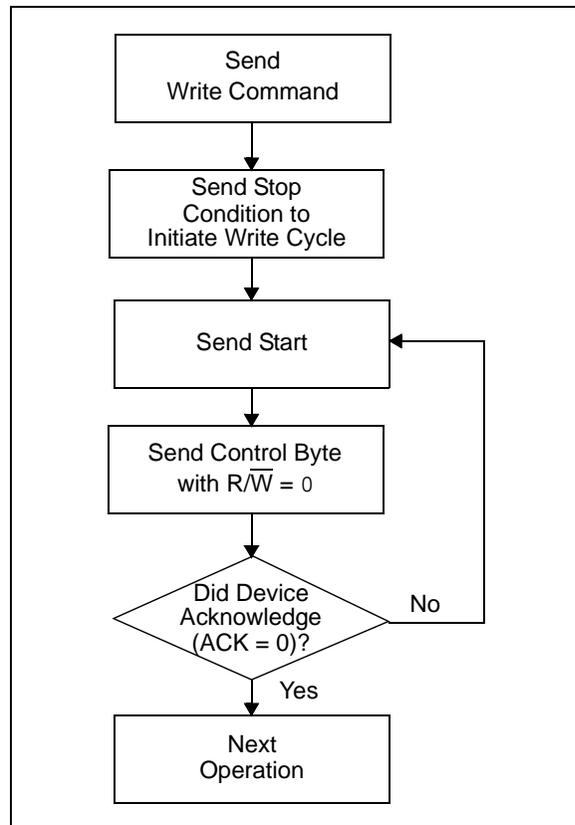 Send
Write Command
Send Stop
Condition to
Initiate Write Cycle
Send Start
Send Control Byte
with R/W̅ = 0
Did Device
Acknowledge
(ACK = 0)?
No
Yes
Next
Operation